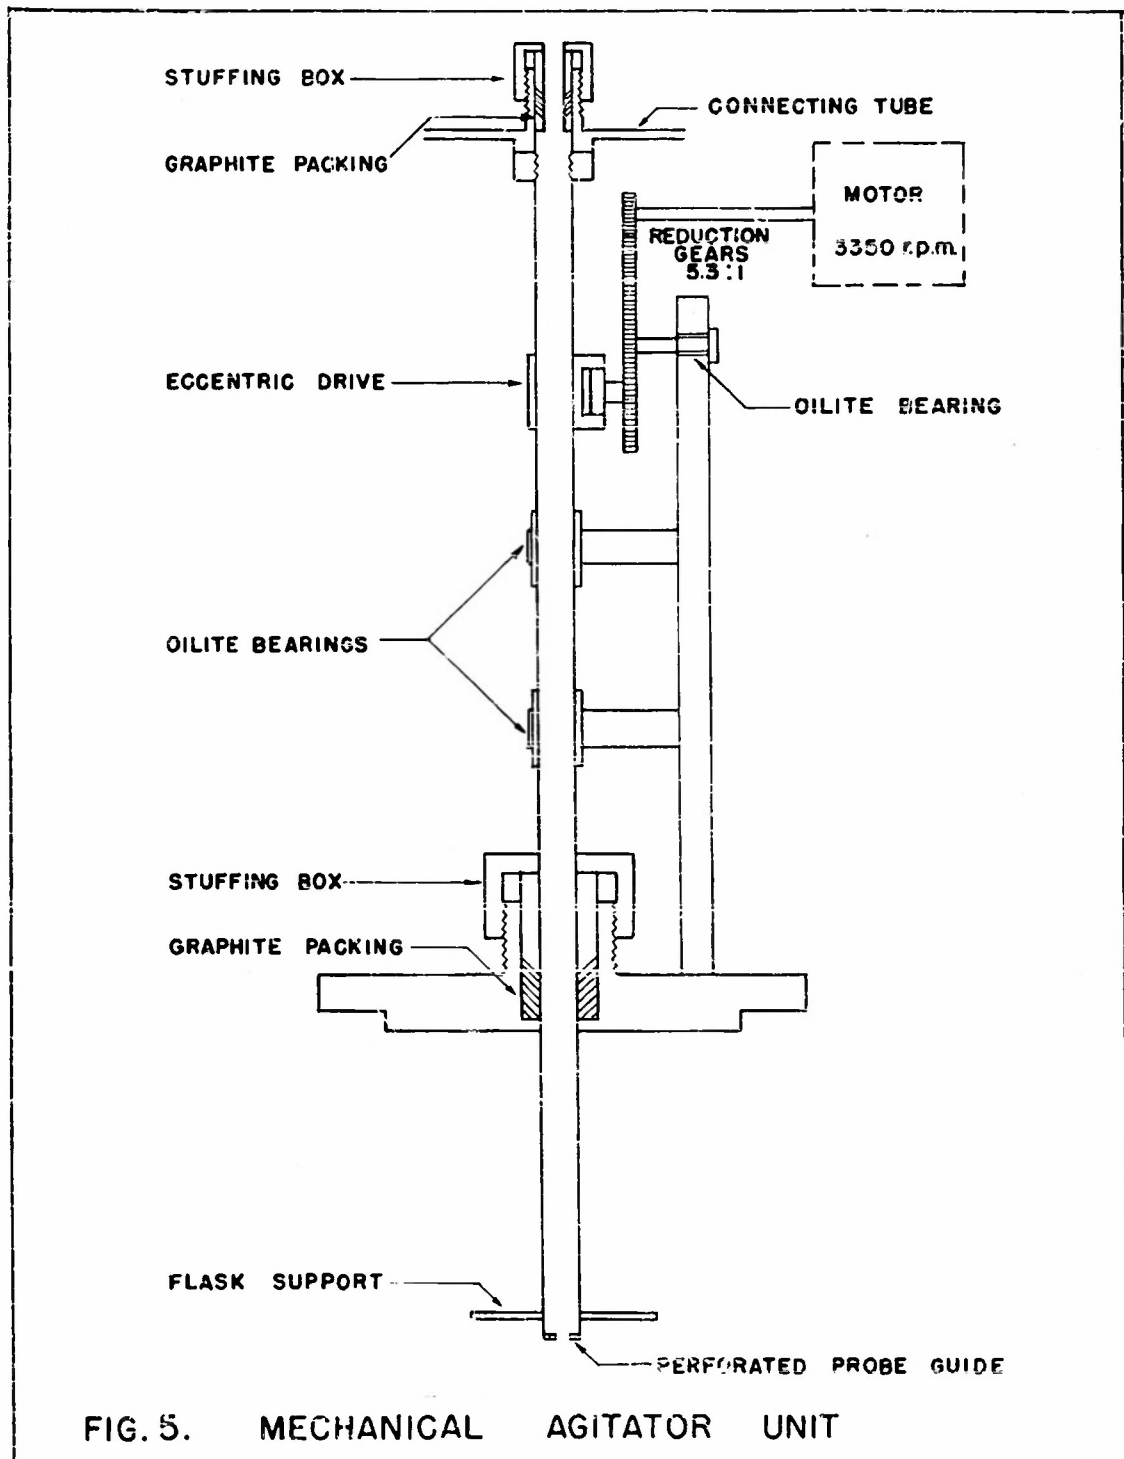 STUFFING BOX
CONNECTING TUBE
GRAPHITE PACKING
MOTOR
3350 r.p.m.
REDUCTION
GEARS
5.3:1
ECCENTRIC DRIVE
OILITE BEARING
OILITE BEARINGS
STUFFING BOX
GRAPHITE PACKING
FLASK SUPPORT
PERFORATED PROBE GUIDE
FIG. 5. MECHANICAL AGITATOR UNIT